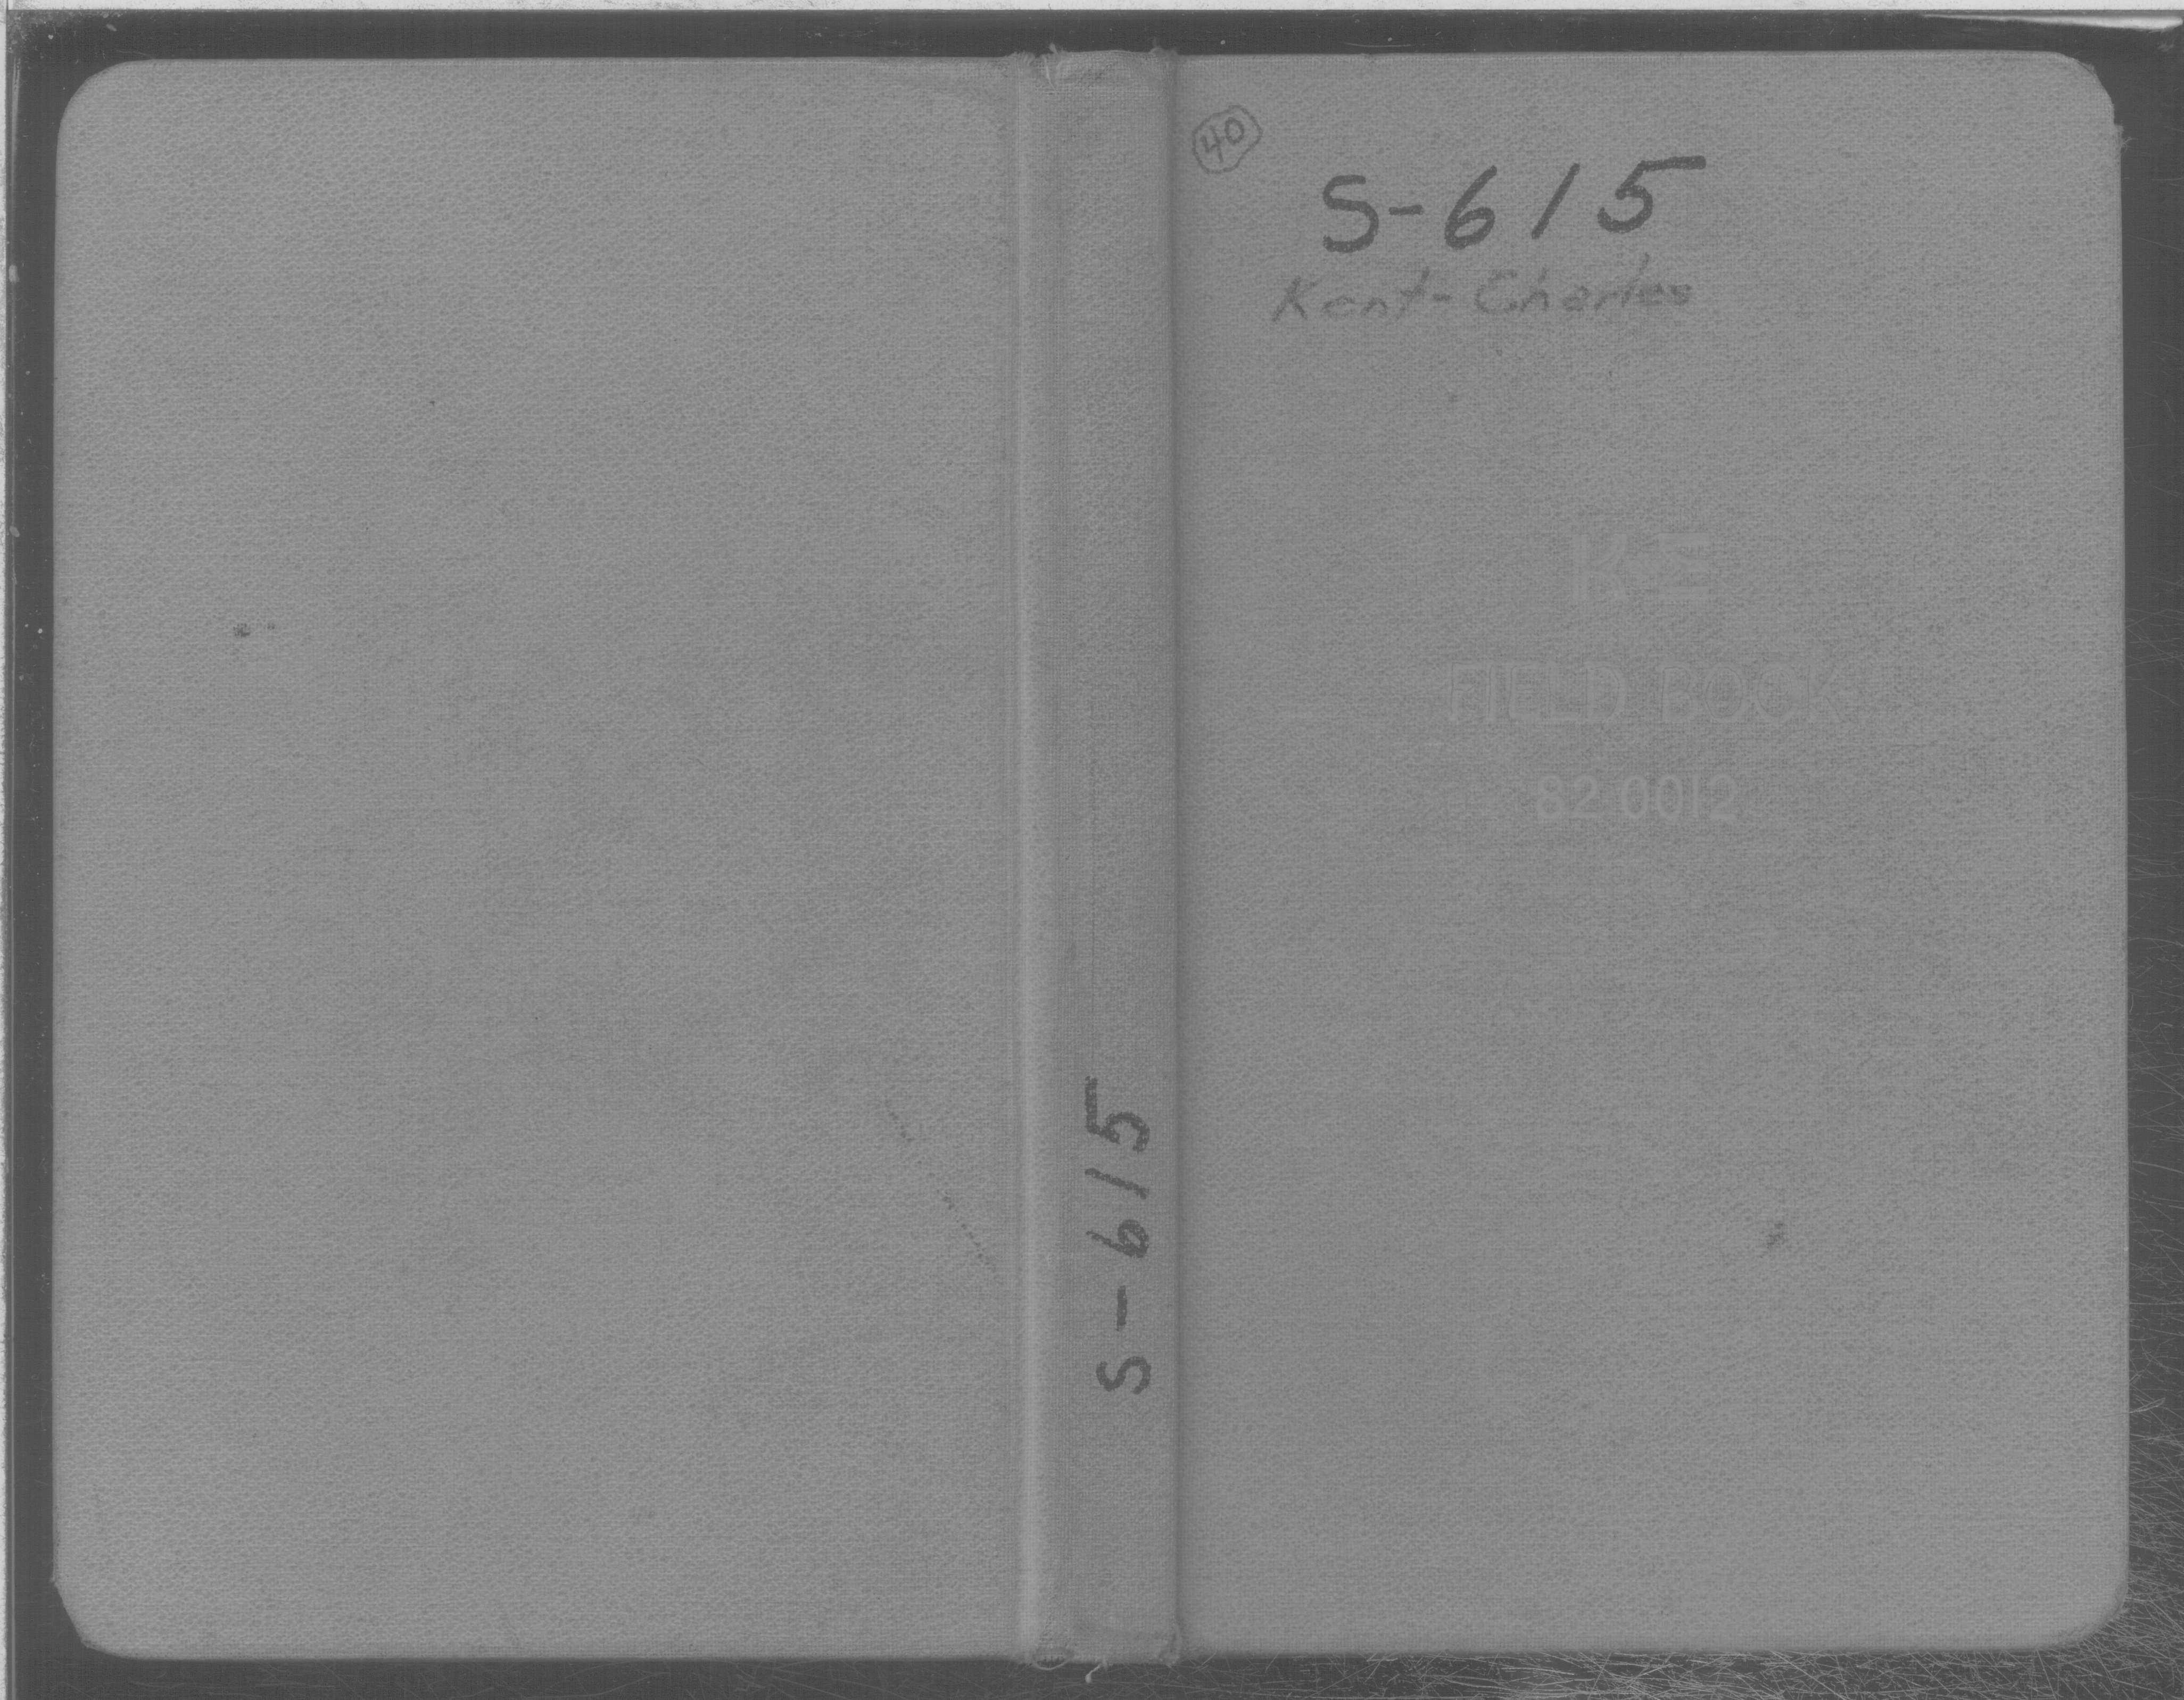 40
S-615
Kent-Charles
K+E
FIELD BOOK
82 0012
S-615